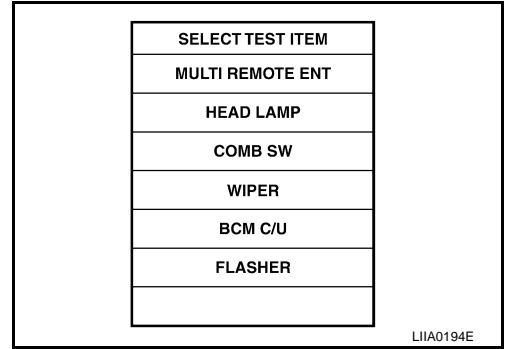 SELECT TEST ITEM
MULTI REMOTE ENT
HEAD LAMP
COMB SW
WIPER
BCM C/U
FLASHER
LIIA0194E